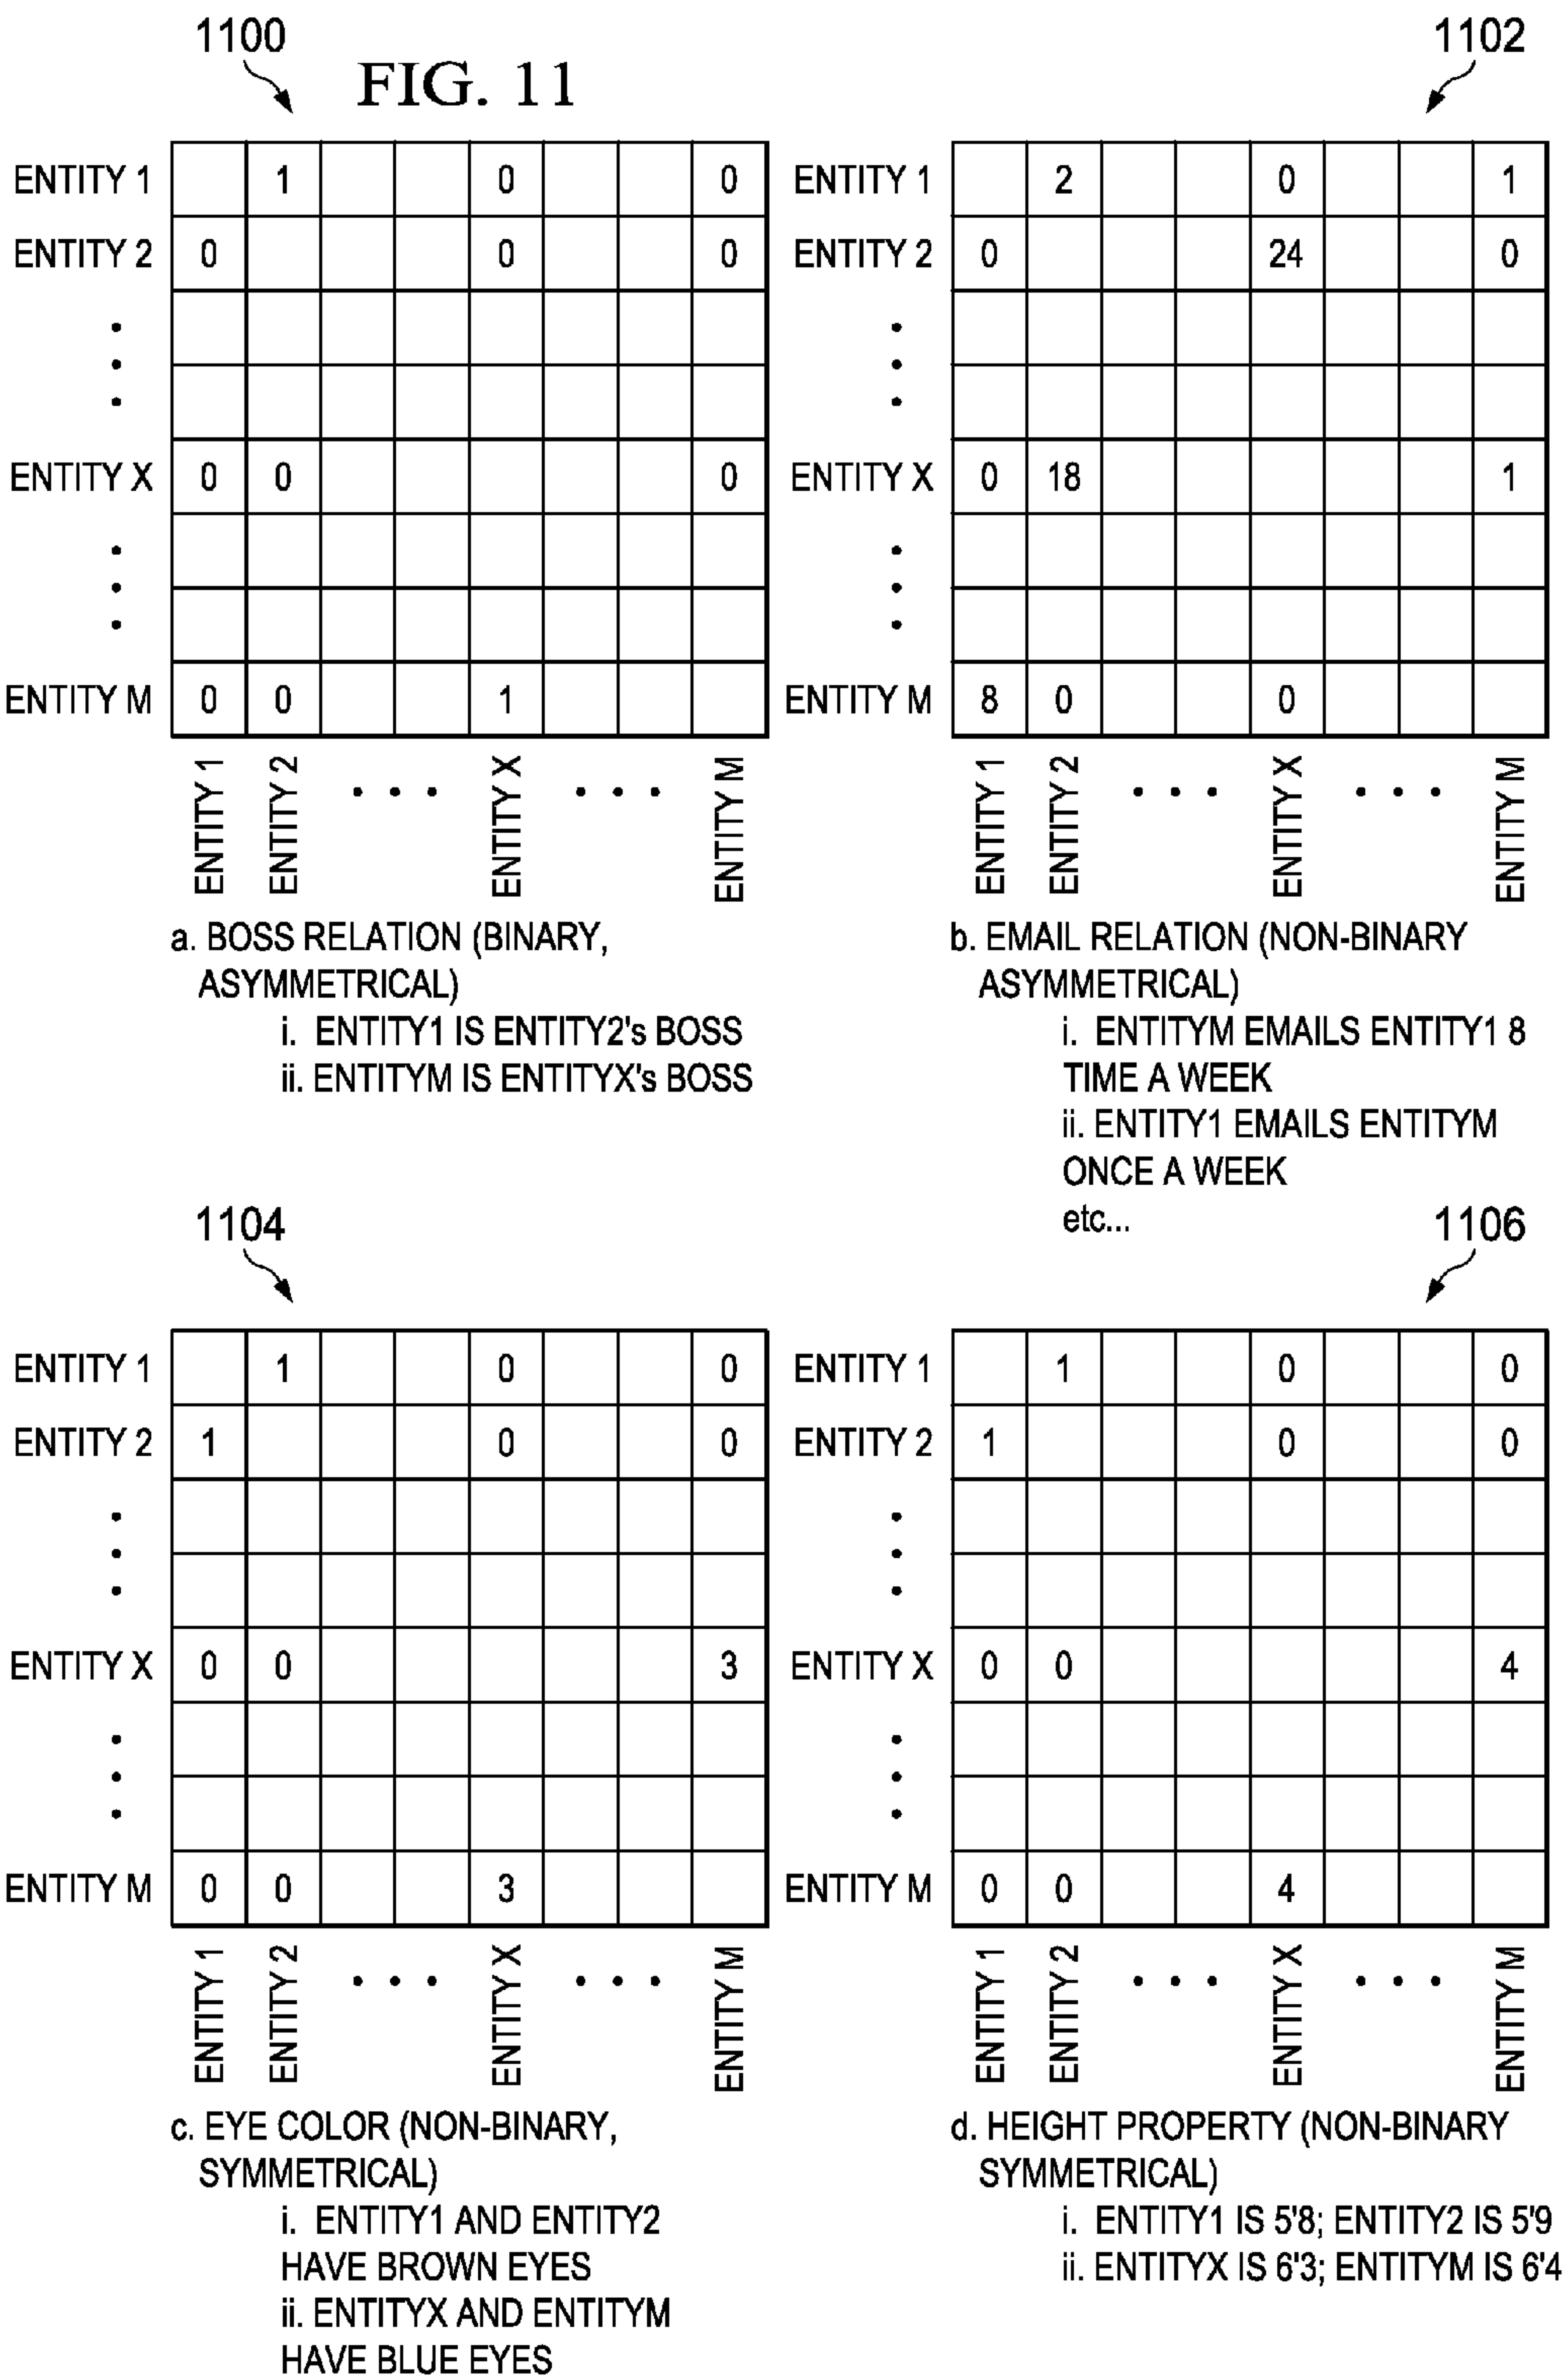 1100
FIG. 11
1102
ENTITY 1 1 0 0
ENTITY 2 0 0 0
ENTITY X 0 0 0
ENTITY M 0 0 1
ENTITY 1
ENTITY 2
ENTITY X
ENTITY M
a. BOSS RELATION (BINARY,
ASYMMETRICAL)
i. ENTITY1 IS ENTITY2's BOSS
ii. ENTITYM IS ENTITYX's BOSS
ENTITY 1 2 0 1
ENTITY 2 0 24 0
ENTITY X 0 18 1
ENTITY M 8 0 0
ENTITY 1
ENTITY 2
ENTITY X
ENTITY M
b. EMAIL RELATION (NON-BINARY
ASYMMETRICAL)
i. ENTITYM EMAILS ENTITY1 8
TIME A WEEK
ii. ENTITY1 EMAILS ENTITYM
ONCE A WEEK
etc...
1104
ENTITY 1 1 0 0
ENTITY 2 1 0 0
ENTITY X 0 0 3
ENTITY M 0 0 3
ENTITY 1
ENTITY 2
ENTITY X
ENTITY M
c. EYE COLOR (NON-BINARY,
SYMMETRICAL)
i. ENTITY1 AND ENTITY2
HAVE BROWN EYES
ii. ENTITYX AND ENTITYM
HAVE BLUE EYES
1106
ENTITY 1 1 0 0
ENTITY 2 1 0 0
ENTITY X 0 0 4
ENTITY M 0 0 4
ENTITY 1
ENTITY 2
ENTITY X
ENTITY M
d. HEIGHT PROPERTY (NON-BINARY
SYMMETRICAL)
i. ENTITY1 IS 5'8; ENTITY2 IS 5'9
ii. ENTITYX IS 6'3; ENTITYM IS 6'4